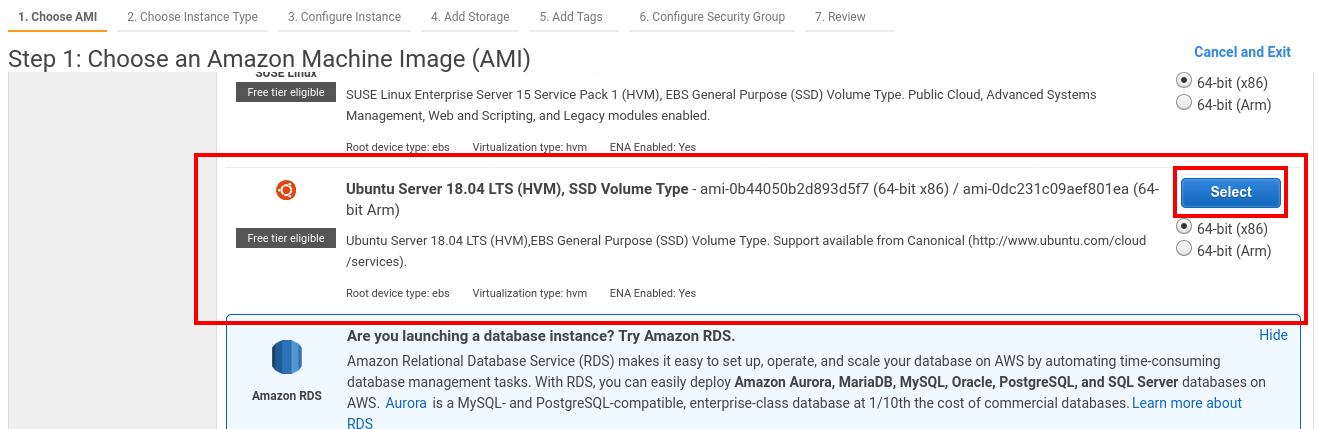 1. Choose AMI 2. Choose Instance Type 3. Configure Instance 4. Add Storage 5. Add Tags 6. Configure Security Group 7. Review
Step 1: Choose an Amazon Machine Image (AMI)
Cancel and Exit
SUSE Linux
Free tier eligible
SUSE Linux Enterprise Server 15 Service Pack 1 (HVM), EBS General Purpose (SSD) Volume Type. Public Cloud, Advanced Systems
Management, Web and Scripting, and Legacy modules enabled.
Root device type: ebs Virtualization type: hvm ENA Enabled: Yes
64-bit (x86)
64-bit (Arm)
Ubuntu Server 18.04 LTS (HVM), SSD Volume Type - ami-0b44050b2d893d5f7 (64-bit x86) / ami-0dc231c09aef801ea (64-
bit Arm)
Select
Free tier eligible
Ubuntu Server 18.04 LTS (HVM),EBS General Purpose (SSD) Volume Type. Support available from Canonical (http://www.ubuntu.com/cloud
/services).
64-bit (x86)
64-bit (Arm)
Root device type: ebs Virtualization type: hvm ENA Enabled: Yes
Are you launching a database instance? Try Amazon RDS.
Hide
Amazon RDS
Amazon Relational Database Service (RDS) makes it easy to set up, operate, and scale your database on AWS by automating time-consuming
database management tasks. With RDS, you can easily deploy Amazon Aurora, MariaDB, MySQL, Oracle, PostgreSQL, and SQL Server databases on
AWS. Aurora is a MySQL- and PostgreSQL-compatible, enterprise-class database at 1/10th the cost of commercial databases. Learn more about
RDS